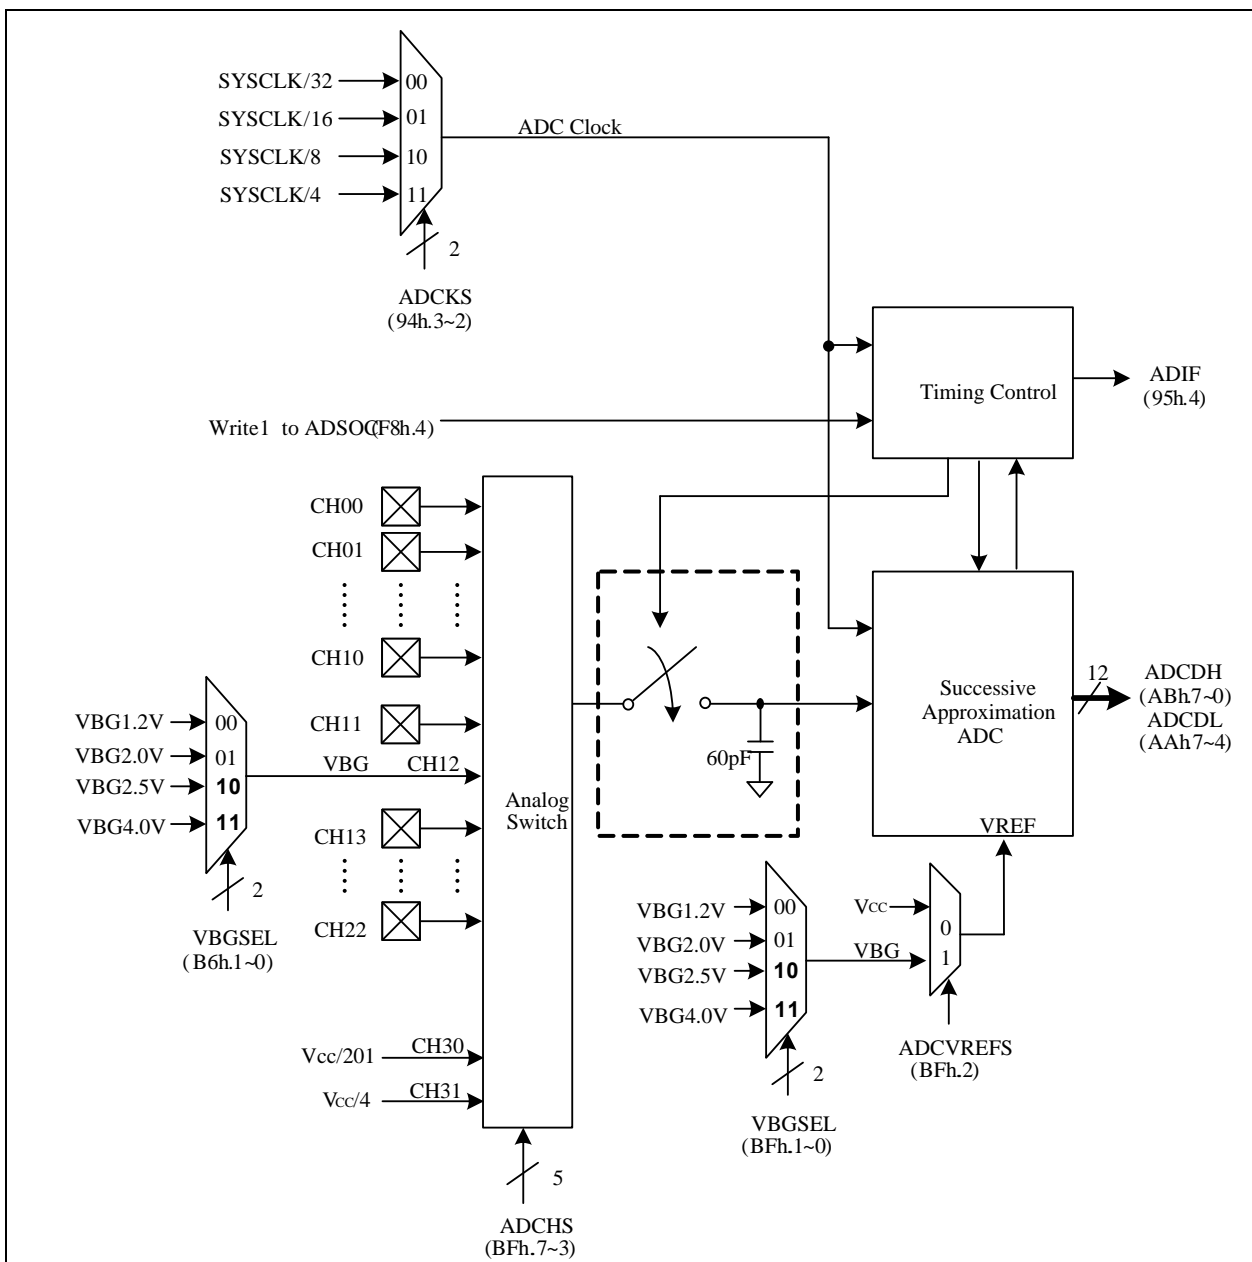 SYSCLK/32
00
SYSCLK/16
01
ADC Clock
SYSCLK/8
10
SYSCLK/4
11
2
ADCKS
(94h.3~2)
Timing Control
ADIF
(95h.4)
Write1 to ADSOC(F8h.4)
CH00
CH01
CH10
CH11
VBG1.2V
00
VBG2.0V
01
VBG2.5V
10
VBG4.0V
11
VBG
CH12
2
VBGSEL
(B6h.1~0)
CH13
CH22
Analog
Switch
60pF
Successive
Approximation
ADC
VREF
12
ADCDH
(ABh.7~0)
ADCDL
(AAh.7~4)
VBG1.2V
00
VBG2.0V
01
VBG2.5V
10
VBG4.0V
11
VBG
Vcc
0
1
ADCVREFS
(BFh.2)
2
VBGSEL
(BFh.1~0)
Vcc/201
CH30
Vcc/4
CH31
5
ADCHS
(BFh.7~3)